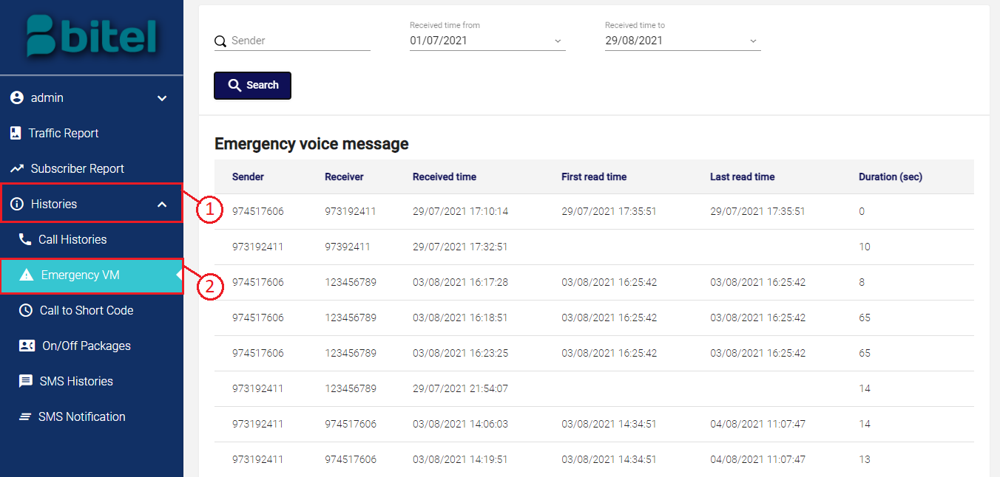 bitel
admin
Traffic Report
Subscriber Report
Histories
1
Call Histories
Emergency VM
2
Call to Short Code
On/Off Packages
SMS Histories
SMS Notification
Sender
Received time from
01/07/2021
Received time to
29/08/2021
Search
Emergency voice message
Sender Receiver Received time First read time Last read time Duration (sec)
974517606 973192411 29/07/2021 17:10:14 29/07/2021 17:35:51 29/07/2021 17:35:51 0
973192411 97392411 29/07/2021 17:32:51 10
974517606 123456789 03/08/2021 16:17:28 03/08/2021 16:25:42 03/08/2021 16:25:42 8
974517606 123456789 03/08/2021 16:18:51 03/08/2021 16:25:42 03/08/2021 16:25:42 65
974517606 123456789 03/08/2021 16:23:25 03/08/2021 16:25:42 03/08/2021 16:25:42 65
973192411 123456789 29/07/2021 21:54:07 14
973192411 974517606 03/08/2021 14:06:03 03/08/2021 14:34:51 04/08/2021 11:07:47 14
973192411 974517606 03/08/2021 14:19:51 03/08/2021 14:34:51 04/08/2021 11:07:47 13